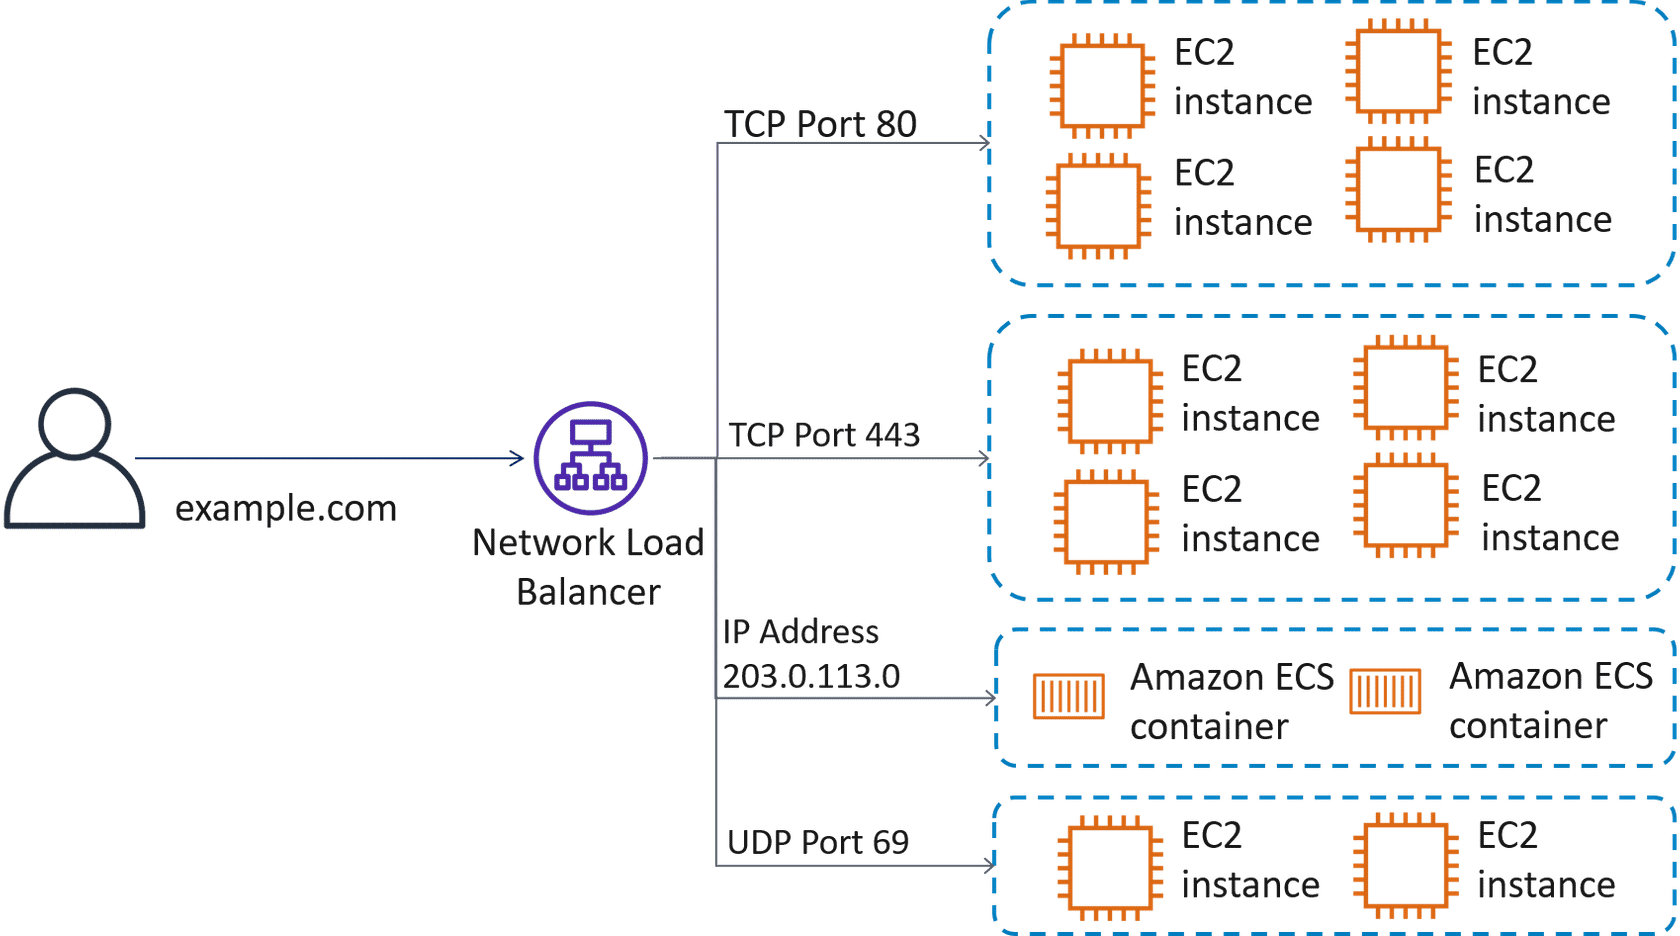 example.com
Network Load
Balancer
TCP Port 80
EC2
instance
EC2
instance
EC2
instance
EC2
instance
TCP Port 443
EC2
instance
EC2
instance
EC2
instance
EC2
instance
IP Address
203.0.113.0
Amazon ECS
container
Amazon ECS
container
UDP Port 69
EC2
instance
EC2
instance